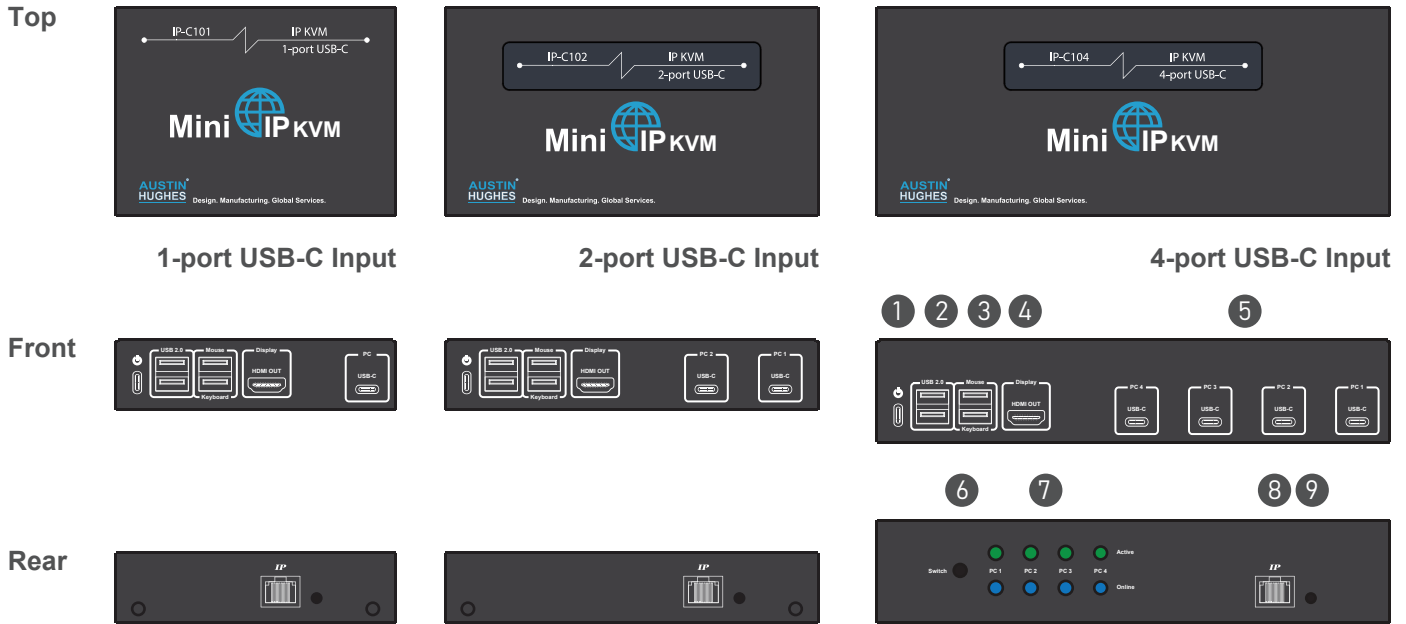 Top
IP-C101 IP KVM
1-port USB-C
Mini IP KVM
AUSTIN
HUGHES Design. Manufacturing. Global Services.
IP-C102 IP KVM
2-port USB-C
Mini IP KVM
AUSTIN
HUGHES Design. Manufacturing. Global Services.
IP-C104 IP KVM
4-port USB-C
Mini IP KVM
AUSTIN
HUGHES Design. Manufacturing. Global Services.
1-port USB-C Input
2-port USB-C Input
4-port USB-C Input
1 2 3 4 5
Front
USB 2.0 Mouse Display PC
HDMI OUT USB-C
Keyboard
USB 2.0 Mouse Display PC 2 PC 1
HDMI OUT USB-C USB-C
Keyboard
USB 2.0 Mouse Display PC 4 PC 3 PC 2 PC 1
HDMI OUT USB-C USB-C USB-C USB-C
Keyboard
6 7 8 9
Rear
IP
IP
Active
Switch PC 1 PC 2 PC 3 PC 4 IP
Online